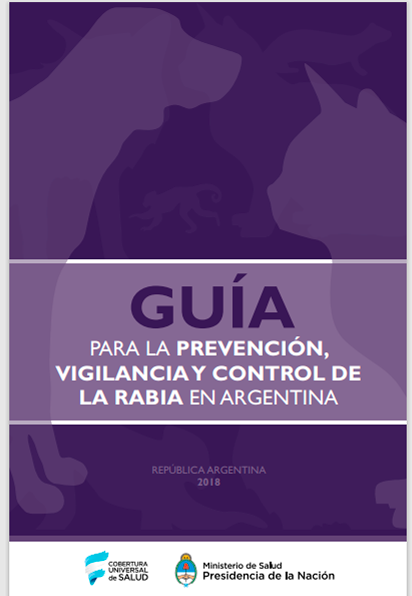 GUÍA
PARA LA PREVENCIÓN,
VIGILANCIA Y CONTROL DE
LA RABIA EN ARGENTINA
REPÚBLICA ARGENTINA
2018
COBERTURA
UNIVERSAL
de SALUD
Ministerio de Salud
Presidencia de la Nación